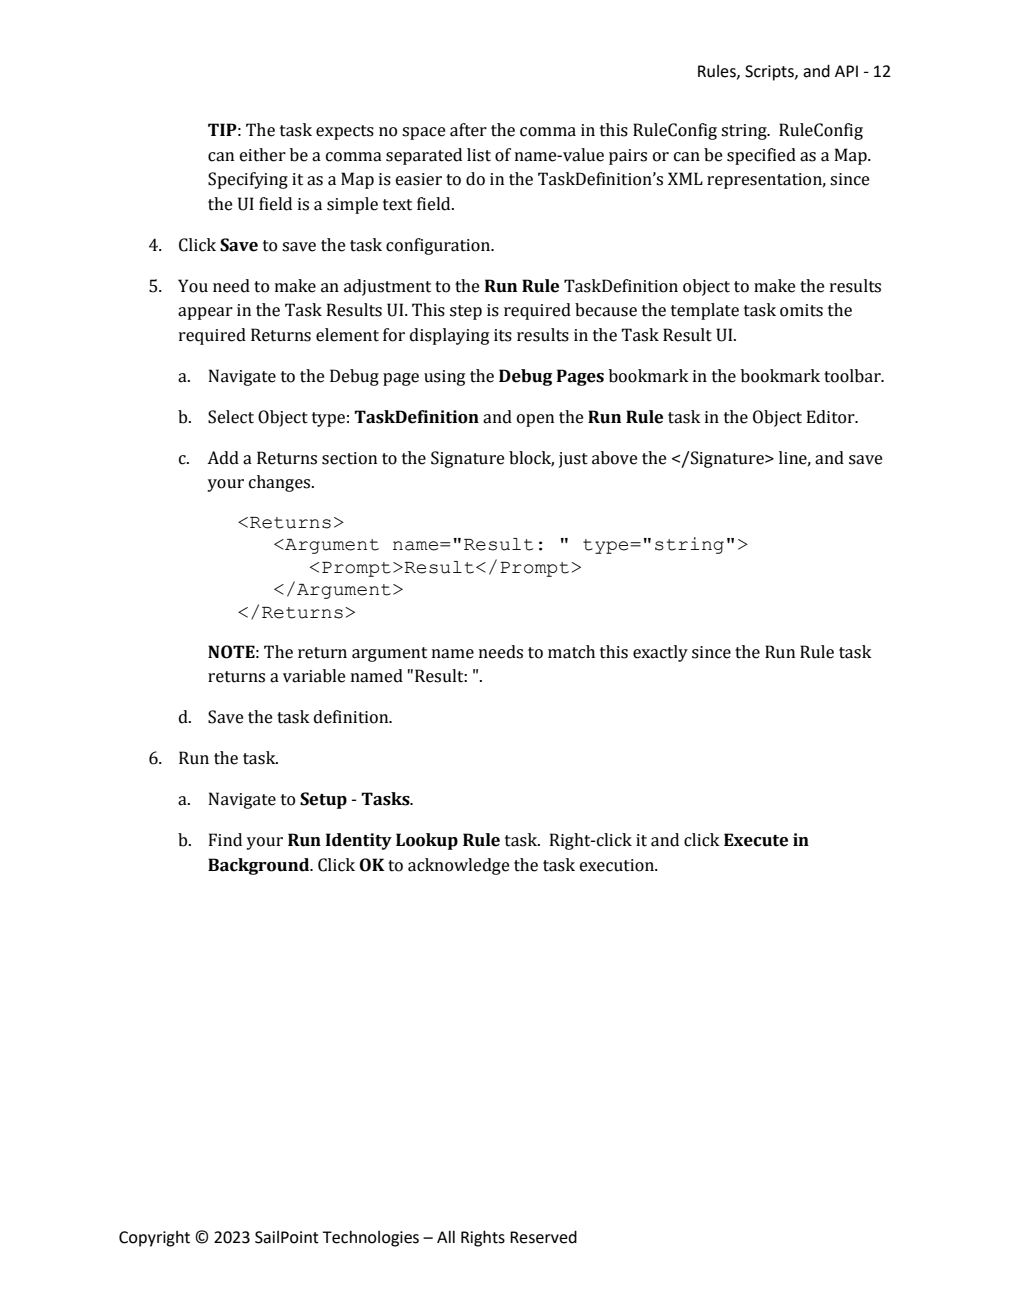 Rules, Scripts, and API - 12
TIP: The task expects no space after the comma in this RuleConfig string.  RuleConfig
can either be a comma separated list of name-value pairs or can be specified as a Map.
Specifying it as a Map is easier to do in the TaskDefinition’s XML representation, since
the UI field is a simple text field.
4. Click Save to save the task configuration.
5. You need to make an adjustment to the Run Rule TaskDefinition object to make the results
appear in the Task Results UI. This step is required because the template task omits the
required Returns element for displaying its results in the Task Result UI.
a. Navigate to the Debug page using the Debug Pages bookmark in the bookmark toolbar.
b. Select Object type: TaskDefinition and open the Run Rule task in the Object Editor.
c. Add a Returns section to the Signature block, just above the </Signature> line, and save
your changes.
<Returns>
<Argument name="Result: " type="string">
<Prompt>Result</Prompt>
</Argument>
</Returns>
NOTE: The return argument name needs to match this exactly since the Run Rule task
returns a variable named "Result: ".
d. Save the task definition.
6. Run the task.
a. Navigate to Setup - Tasks.
b. Find your Run Identity Lookup Rule task.  Right-click it and click Execute in
Background. Click OK to acknowledge the task execution.
Copyright © 2023 SailPoint Technologies – All Rights Reserved